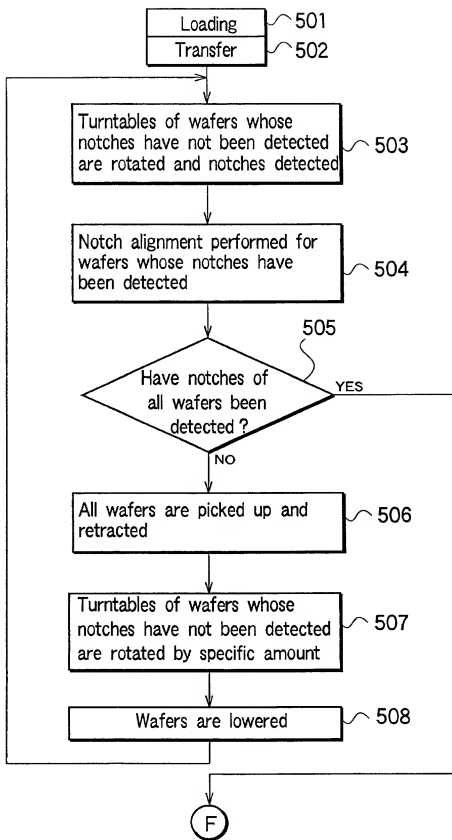 Loading
501
Transfer
502
Turntables of wafers whose
notches have not been detected
are rotated and notches detected
503
Notch alignment performed for
wafers whose notches have
been detected
504
505
Have notches of
all wafers been
detected?
YES
NO
All wafers are picked up and
retracted
506
Turntables of wafers whose
notches have not been detected
are rotated by specific amount
507
Wafers are lowered
508
F